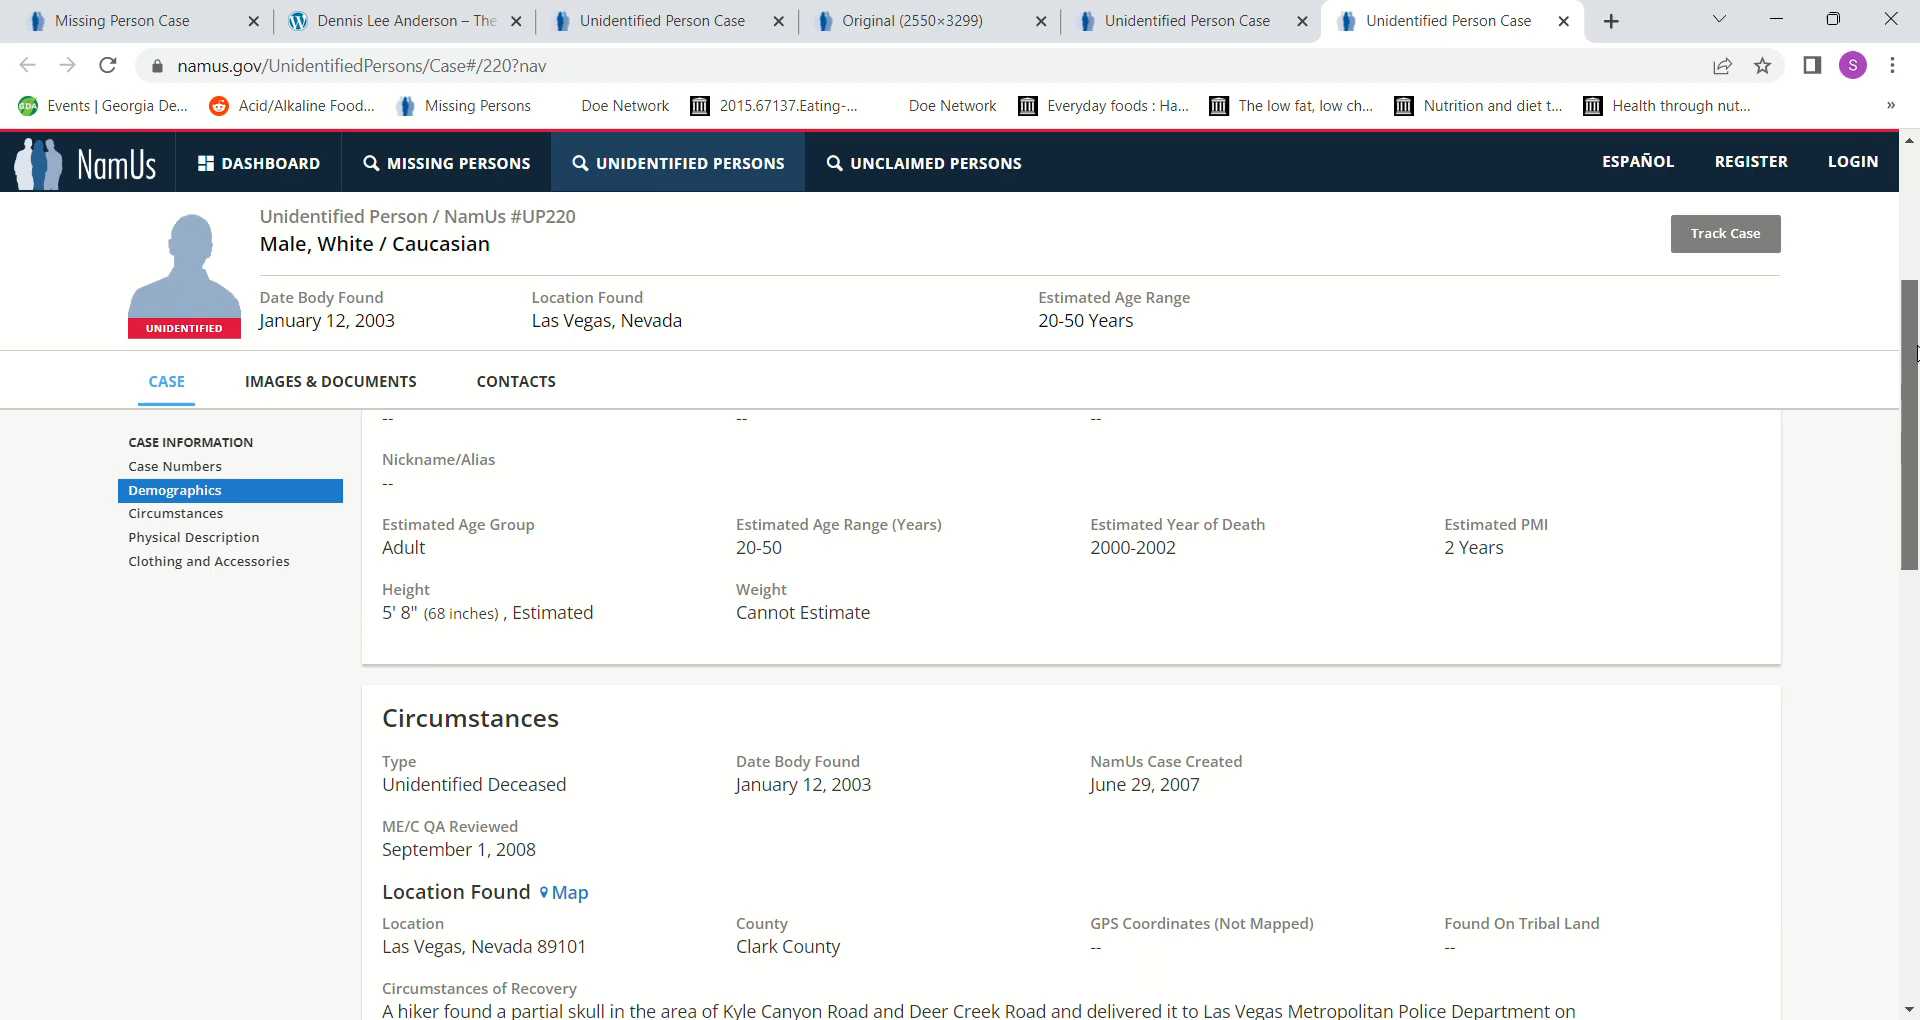 Missing Person Case
Dennis Lee Anderson – The
Unidentified Person Case
Original (2550×3299)
Unidentified Person Case
Unidentified Person Case
namus.gov/UnidentifiedPersons/Case#/220?nav
S
GDA
Events | Georgia De...
Acid/Alkaline Food...
Missing Persons
Doe Network
2015.67137.Eating-...
Doe Network
Everyday foods : Ha...
The low fat, low ch...
Nutrition and diet t...
Health through nut...
»
NamUs
DASHBOARD
MISSING PERSONS
UNIDENTIFIED PERSONS
UNCLAIMED PERSONS
ESPAÑOL
REGISTER
LOGIN
Unidentified Person / NamUs #UP220
Male, White / Caucasian
Track Case
Date Body Found
Location Found
Estimated Age Range
January 12, 2003
Las Vegas, Nevada
20-50 Years
UNIDENTIFIED
CASE
IMAGES & DOCUMENTS
CONTACTS
CASE INFORMATION
Case Numbers
Demographics
Circumstances
Physical Description
Clothing and Accessories
-- -- --
Nickname/Alias
--
Estimated Age Group
Estimated Age Range (Years)
Estimated Year of Death
Estimated PMI
Adult
20-50
2000-2002
2 Years
Height
Weight
5' 8" (68 inches) , Estimated
Cannot Estimate
Circumstances
Type
Date Body Found
NamUs Case Created
Unidentified Deceased
January 12, 2003
June 29, 2007
ME/C QA Reviewed
September 1, 2008
Location Found Map
Location
County
GPS Coordinates (Not Mapped)
Found On Tribal Land
Las Vegas, Nevada 89101
Clark County
--
--
Circumstances of Recovery
A hiker found a partial skull in the area of Kyle Canyon Road and Deer Creek Road and delivered it to Las Vegas Metropolitan Police Department on